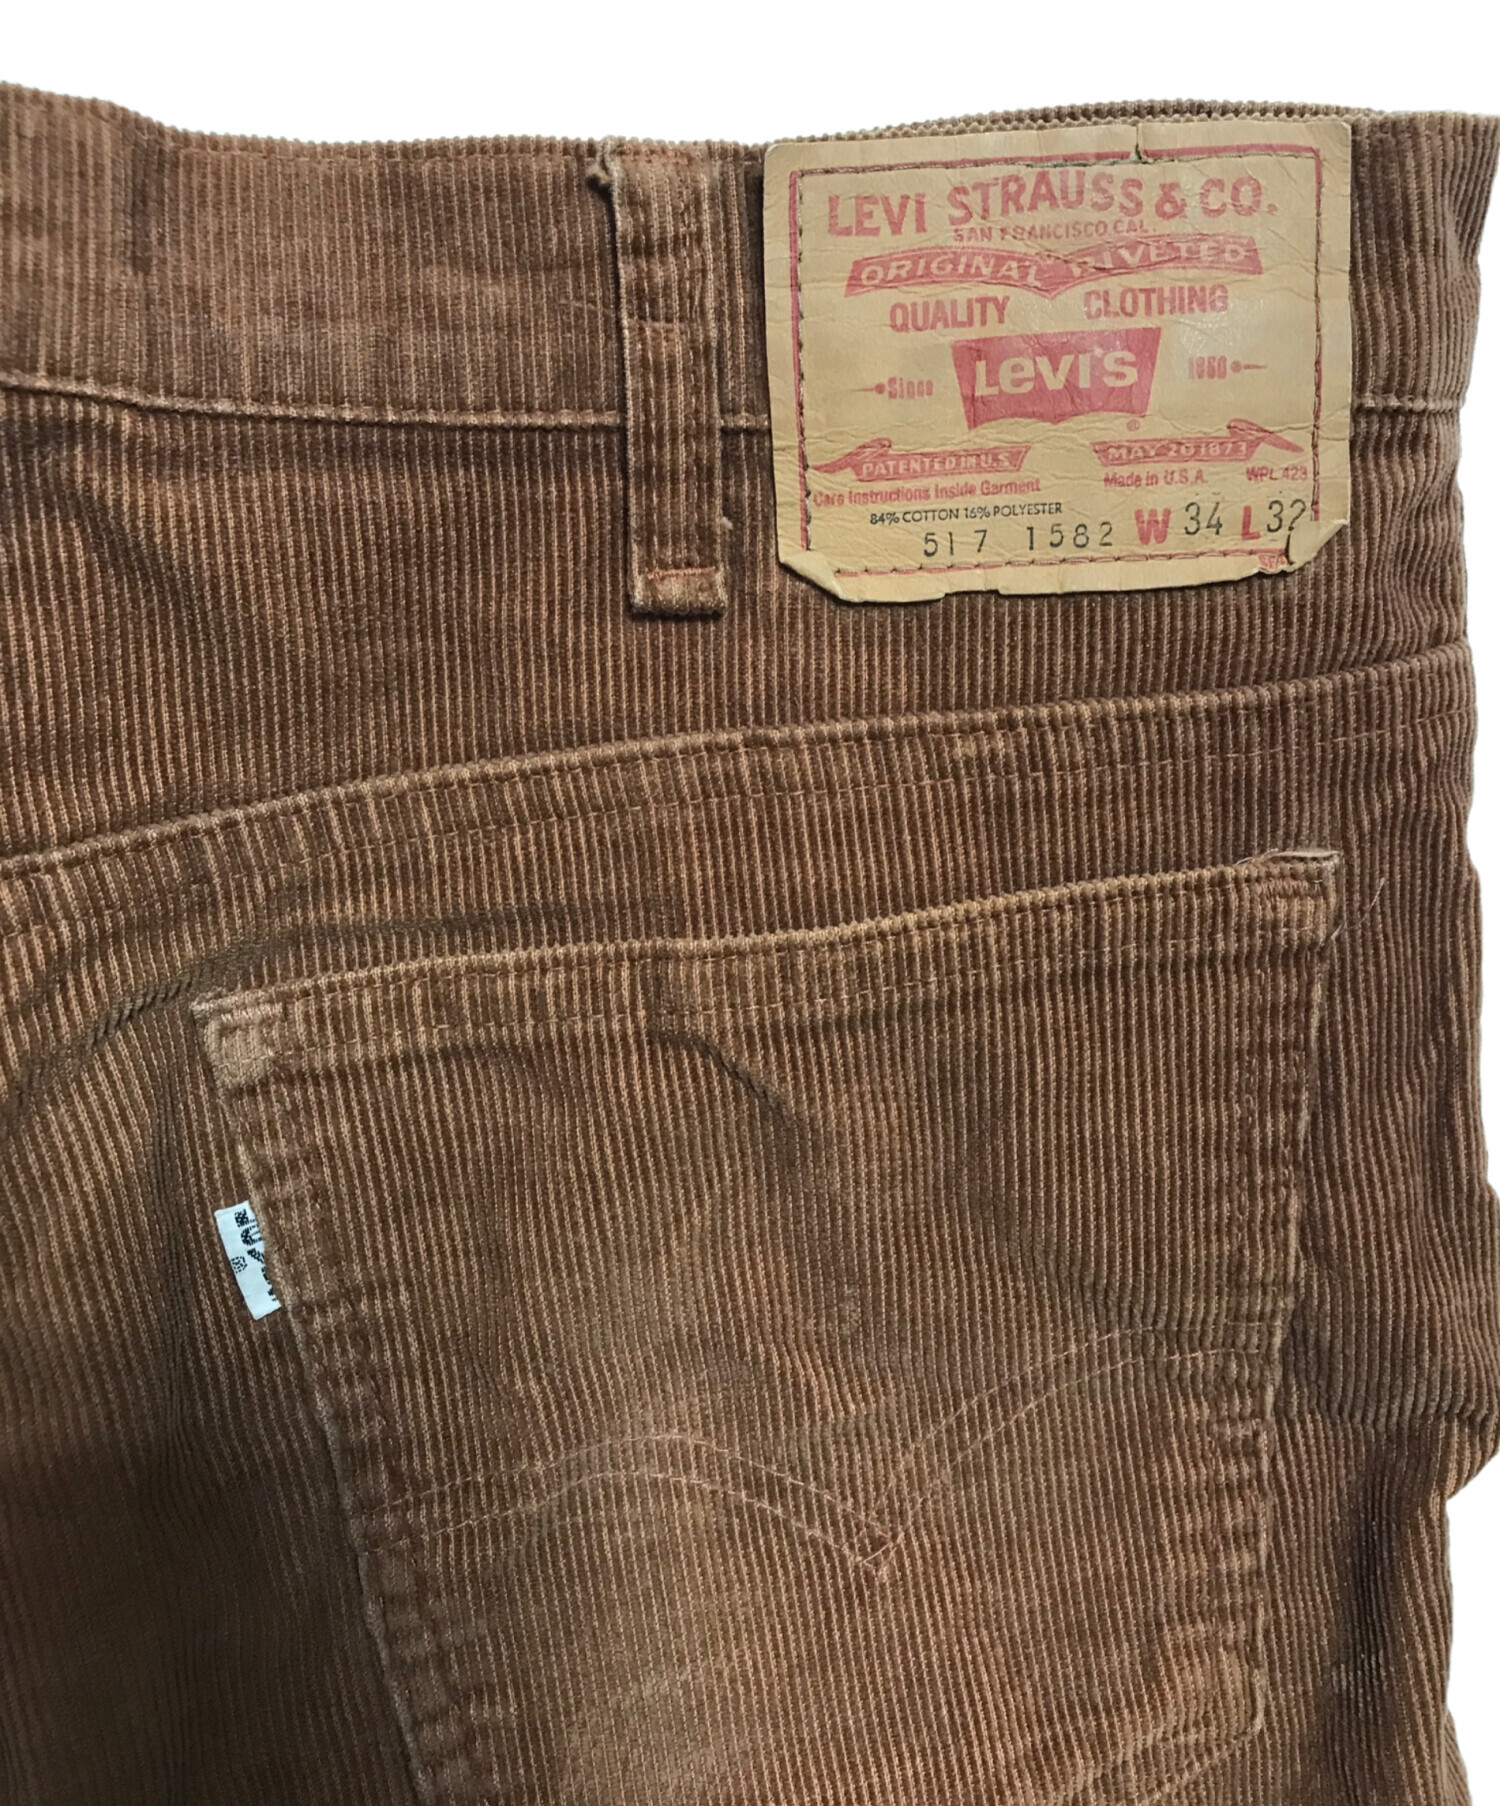 LEVI STRAUSS & CO.
SAN FRANCISCO CAL.
ORIGINAL RIVETED
QUALITY CLOTHING
Since LEVI'S 1850
®
PATENTED IN U.S. MAY 20 1873
Care Instructions Inside Garment Made in U.S.A. WPL 423
84% COTTON 16% POLYESTER
517 1582 W 34 L 32